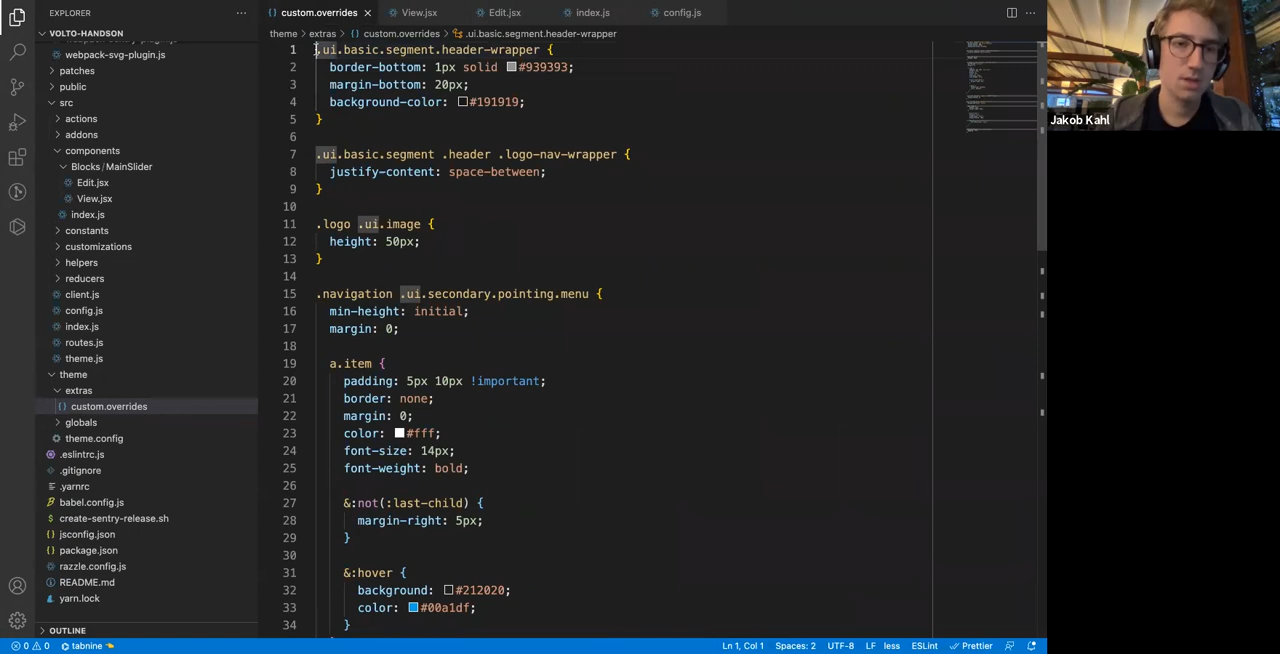 EXPLORER
VOLTO-HANDSON
webpack-svg-plugin.js
patches
public
src
actions
addons
components
Blocks / MainSlider
Edit.jsx
View.jsx
index.js
constants
customizations
helpers
reducers
client.js
config.js
index.js
routes.js
theme.js
theme
extras
custom.overrides
globals
theme.config
.eslintrc.js
.gitignore
.yarnrc
babel.config.js
create-sentry-release.sh
jsconfig.json
package.json
razzle.config.js
README.md
yarn.lock
OUTLINE
custom.overrides View.jsx Edit.jsx index.js config.js
theme > extras > {} custom.overrides > .ui.basic.segment.header-wrapper
1 .ui.basic.segment.header-wrapper {
2 border-bottom: 1px solid #939393;
3 margin-bottom: 20px;
4 background-color: #191919;
5 }
6
7 .ui.basic.segment .header .logo-nav-wrapper {
8 justify-content: space-between;
9 }
10
11 .logo .ui.image {
12 height: 50px;
13 }
14
15 .navigation .ui.secondary.pointing.menu {
16 min-height: initial;
17 margin: 0;
18
19 a.item {
20 padding: 5px 10px !important;
21 border: none;
22 margin: 0;
23 color: #fff;
24 font-size: 14px;
25 font-weight: bold;
26
27 &:not(:last-child) {
28 margin-right: 5px;
29 }
30
31 &:hover {
32 background: #212020;
33 color: #00a1df;
34 }
Jakob Kahl
0 0 tabnine Ln 1, Col 1 Spaces: 2 UTF-8 LF less ESLint Prettier